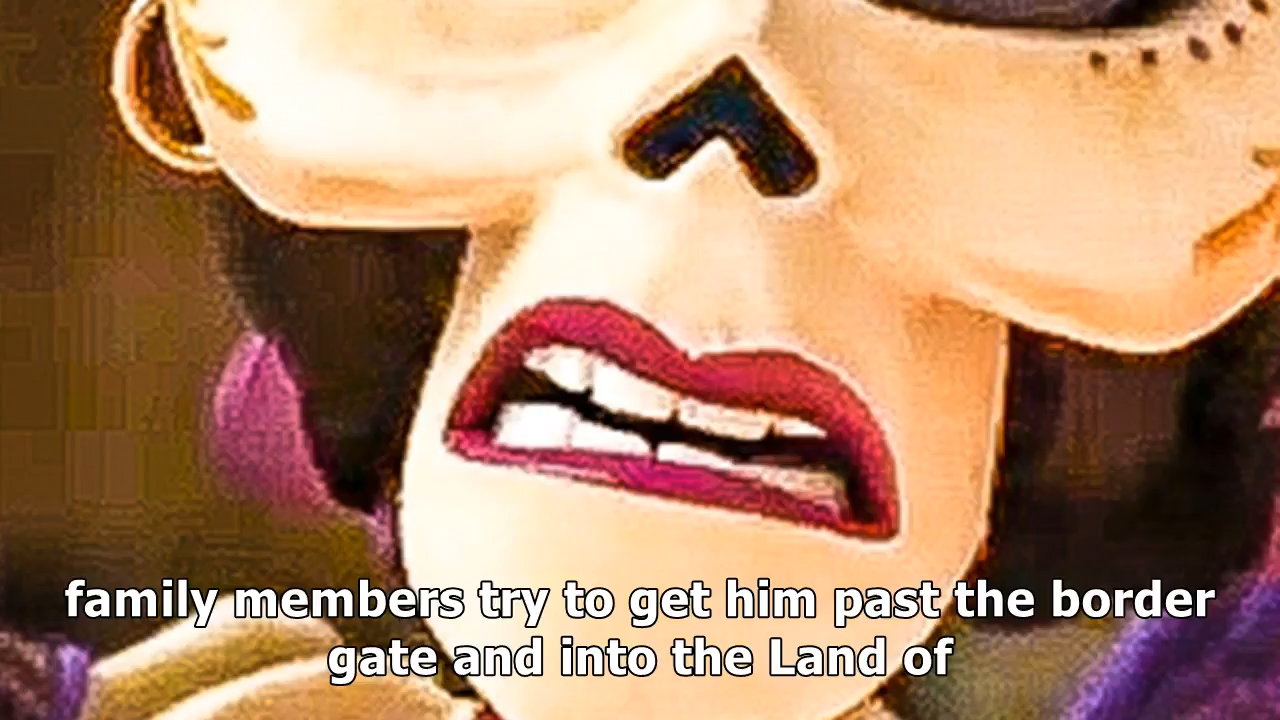 family members try to get him past the border
gate and into the Land of